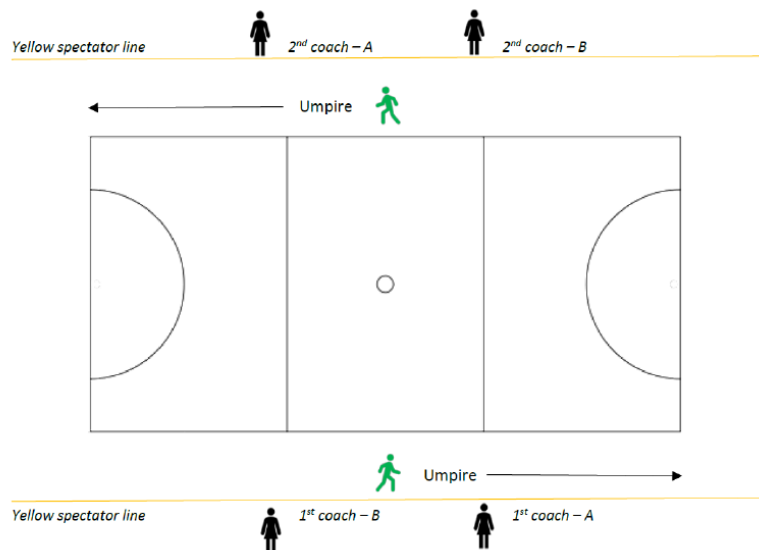 2nd coach – A
2nd coach – B
Yellow spectator line
Umpire
Umpire
Yellow spectator line
1st coach – B
1st coach – A